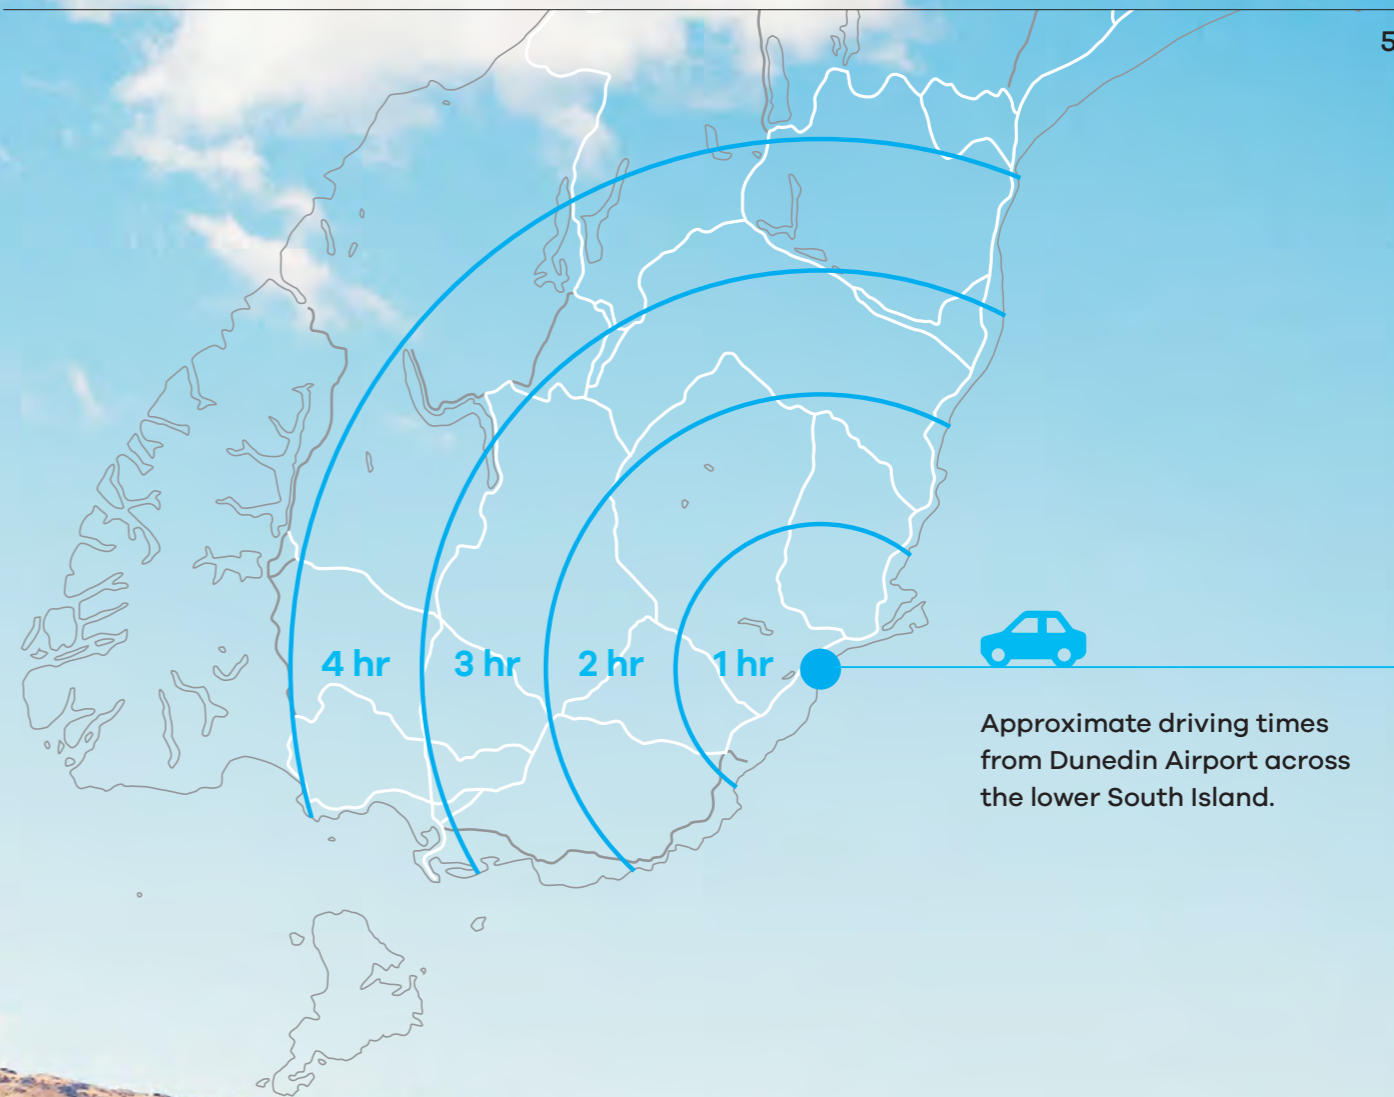 5
4 hr 3 hr 2 hr 1 hr
Approximate driving times
from Dunedin Airport across
the lower South Island.